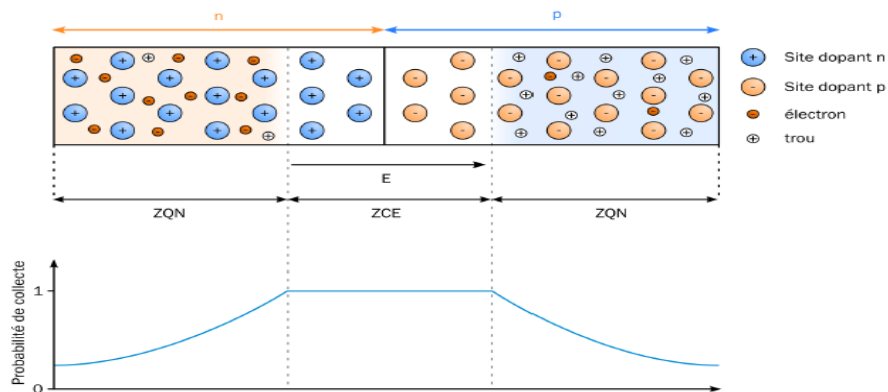 n
p
Site dopant n
Site dopant p
électron
trou
E
ZQN
ZCE
ZQN
Probabilité de collecte
1
0